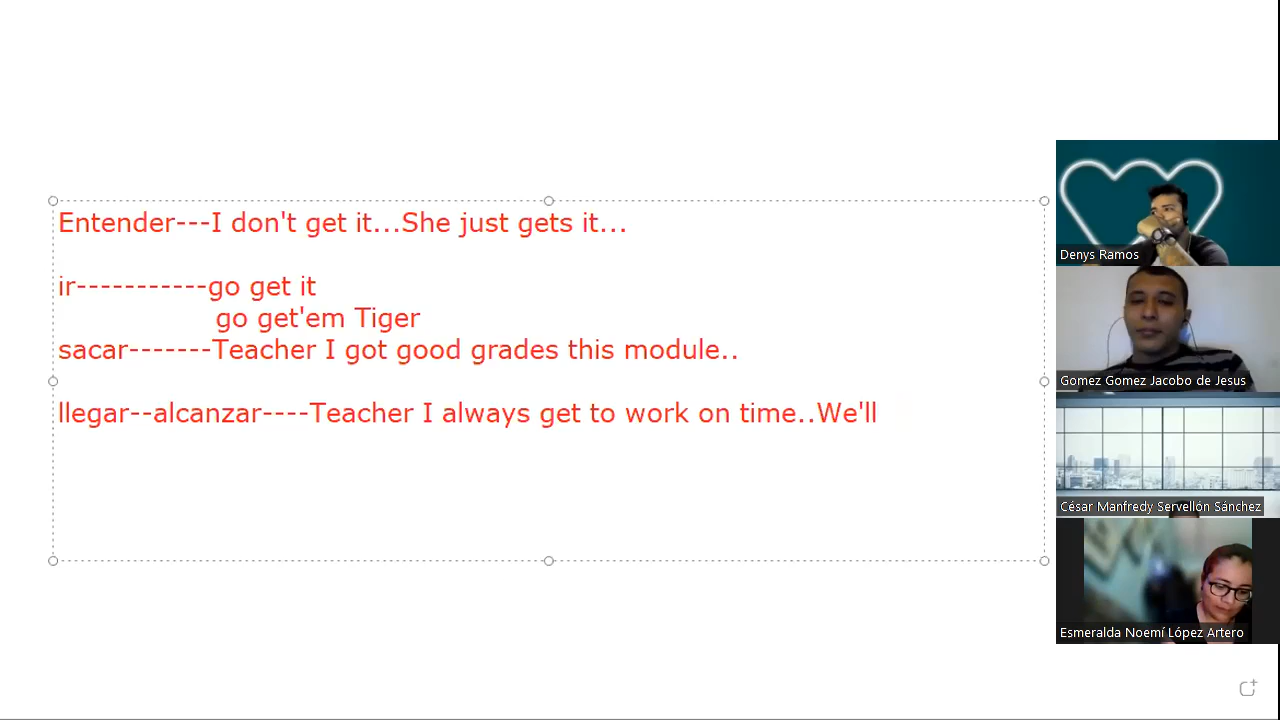 Entender---I don't get it...She just gets it...
ir-----------go get it
go get'em Tiger
sacar-------Teacher I got good grades this module..
llegar--alcanzar----Teacher I always get to work on time..We'll
Denys Ramos
Gomez Gomez Jacobo de Jesus
César Manfredy Servellón Sánchez
Esmeralda Noemí López Artero